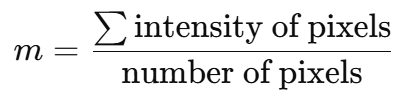 m = ∑ intensity of pixels / number of pixels